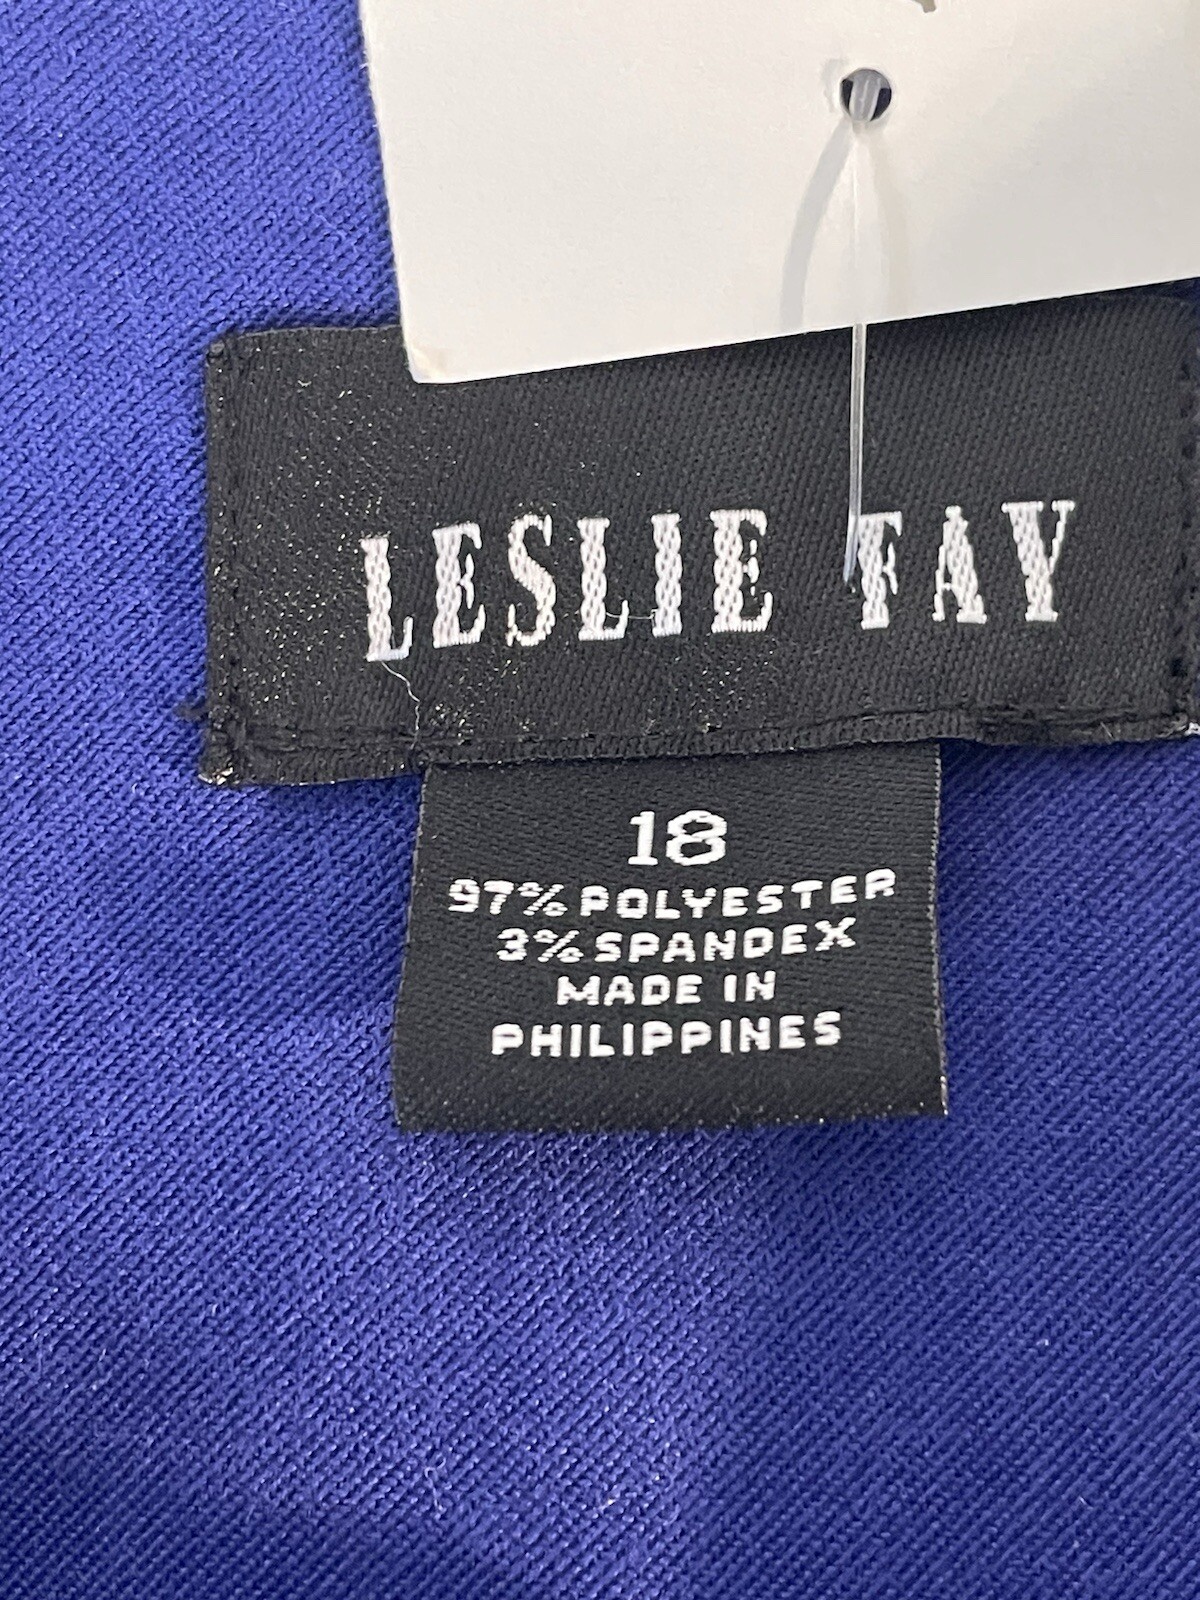 LESLIE FAY
18
97% POLYESTER
3% SPANDEX
MADE IN
PHILIPPINES